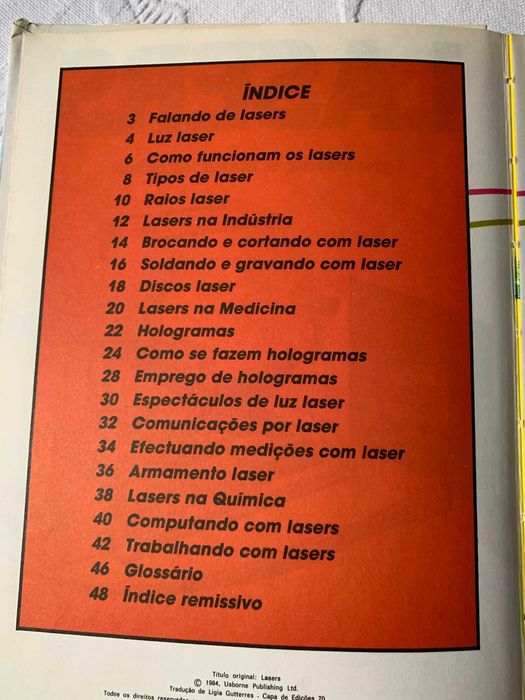 ÍNDICE
3 Falando de lasers
4 Luz laser
6 Como funcionam os lasers
8 Tipos de laser
10 Raios laser
12 Lasers na Indústria
14 Brocando e cortando com laser
16 Soldando e gravando com laser
18 Discos laser
20 Lasers na Medicina
22 Hologramas
24 Como se fazem hologramas
28 Emprego de hologramas
30 Espectáculos de luz laser
32 Comunicações por laser
34 Efectuando medições com laser
36 Armamento laser
38 Lasers na Química
40 Computando com lasers
42 Trabalhando com lasers
46 Glossário
48 Índice remissivo
Título original: Lasers
© 1984, Usborne Publishing Ltd.
Tradução de Lígia Gutterres - Capa de Edições 70
Todos os direitos